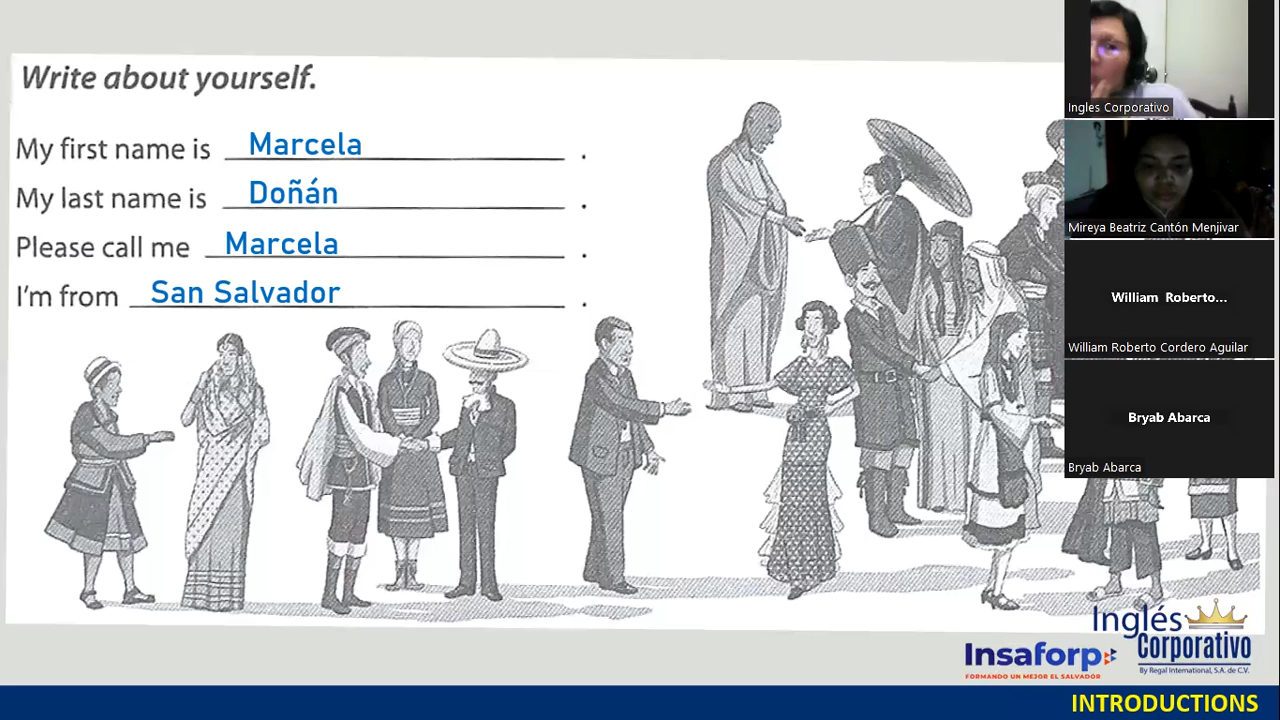 Write about yourself.
My first name is Marcela .
My last name is Doñán .
Please call me Marcela .
I'm from San Salvador .
Ingles Corporativo
Mireya Beatriz Cantón Menjivar
William Roberto...
William Roberto Cordero Aguilar
Bryab Abarca
Bryab Abarca
Insaforp
FORMANDO UN MEJOR EL SALVADOR
Inglés
Corporativo
By Regal International, S.A. de C.V.
INTRODUCTIONS